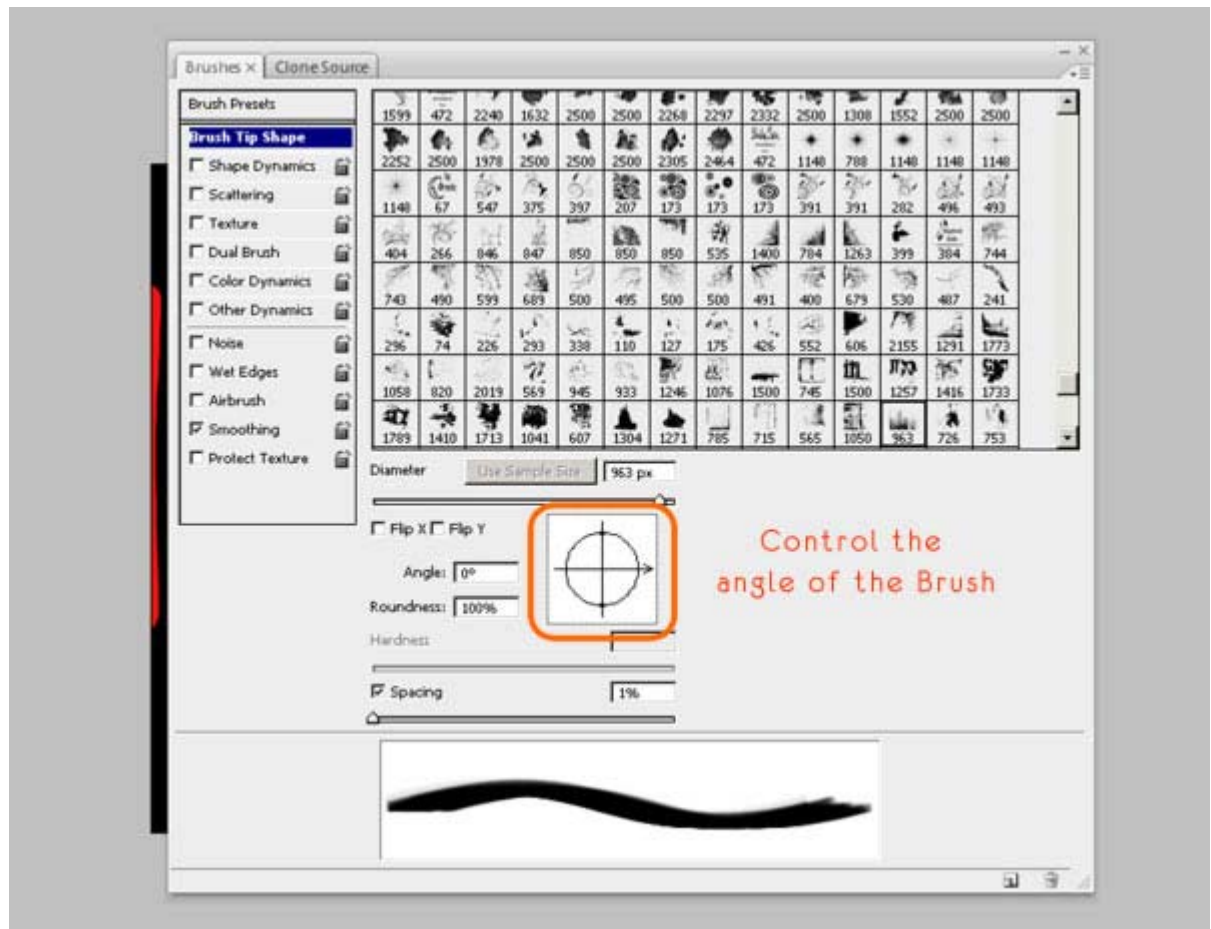 Brushes × Clone Source
Brush Presets
Brush Tip Shape
Shape Dynamics
Scattering
Texture
Dual Brush
Color Dynamics
Other Dynamics
Noise
Wet Edges
Airbrush
Smoothing
Protect Texture
1599 472 2240 1632 2500 2500 2268 2297 2332 2500 1308 1552 2500 2500
2252 2500 1978 2500 2500 2500 2305 2464 472 1148 788 1148 1148 1148
1148 67 547 375 397 207 173 173 173 391 391 282 496 493
404 266 846 847 850 850 850 535 1400 784 1263 399 384 744
743 490 599 689 500 495 500 500 491 400 679 530 487 241
296 74 226 293 338 110 127 175 426 552 606 2155 1291 1773
1058 820 2019 569 945 933 1246 1076 1500 745 1500 1257 1416 1733
1789 1410 1713 1041 607 1304 1271 785 715 565 1050 963 726 753
Diameter Use Sample Size 963 px
Flip X Flip Y
Angle: 0º
Roundness: 100%
Hardness
Spacing 1%
Control the
angle of the Brush